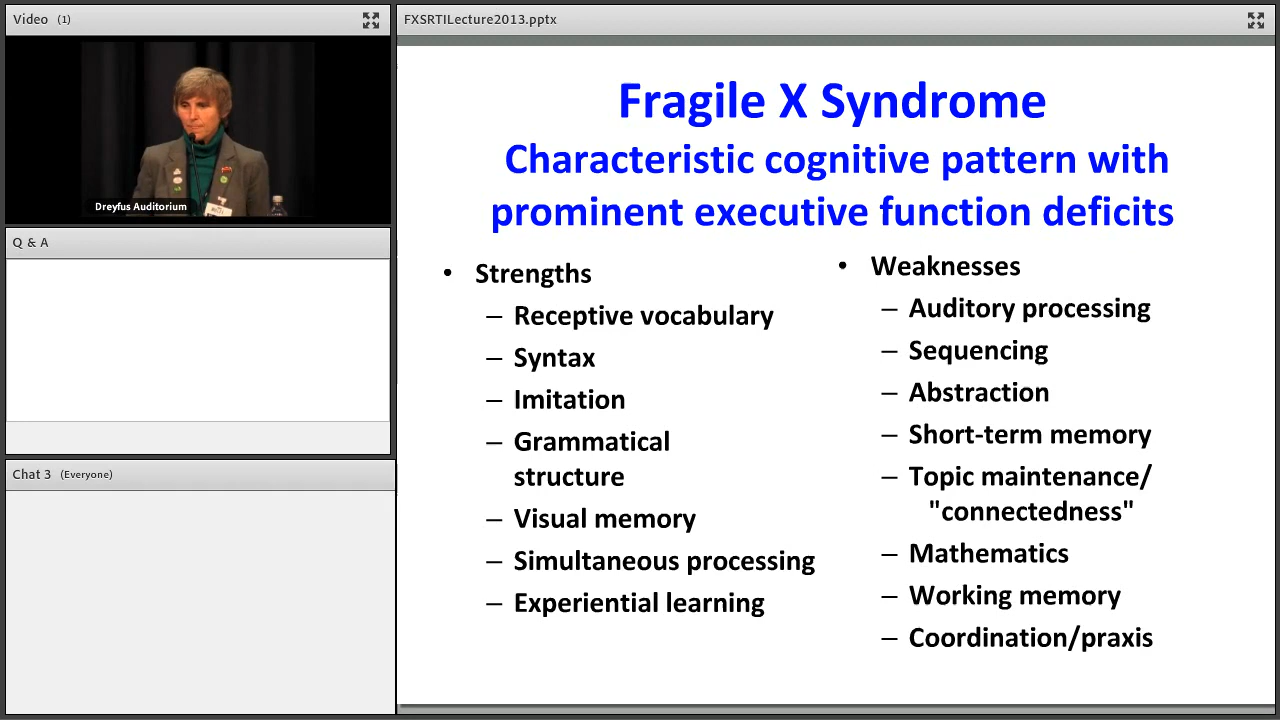 Video (1)
Dreyfus Auditorium
Q & A
Chat 3 (Everyone)
FXSRTILecture2013.pptx
Fragile X Syndrome
Characteristic cognitive pattern with
prominent executive function deficits
• Strengths
– Receptive vocabulary
– Syntax
– Imitation
– Grammatical
structure
– Visual memory
– Simultaneous processing
– Experiential learning
• Weaknesses
– Auditory processing
– Sequencing
– Abstraction
– Short-term memory
– Topic maintenance/
"connectedness"
– Mathematics
– Working memory
– Coordination/praxis